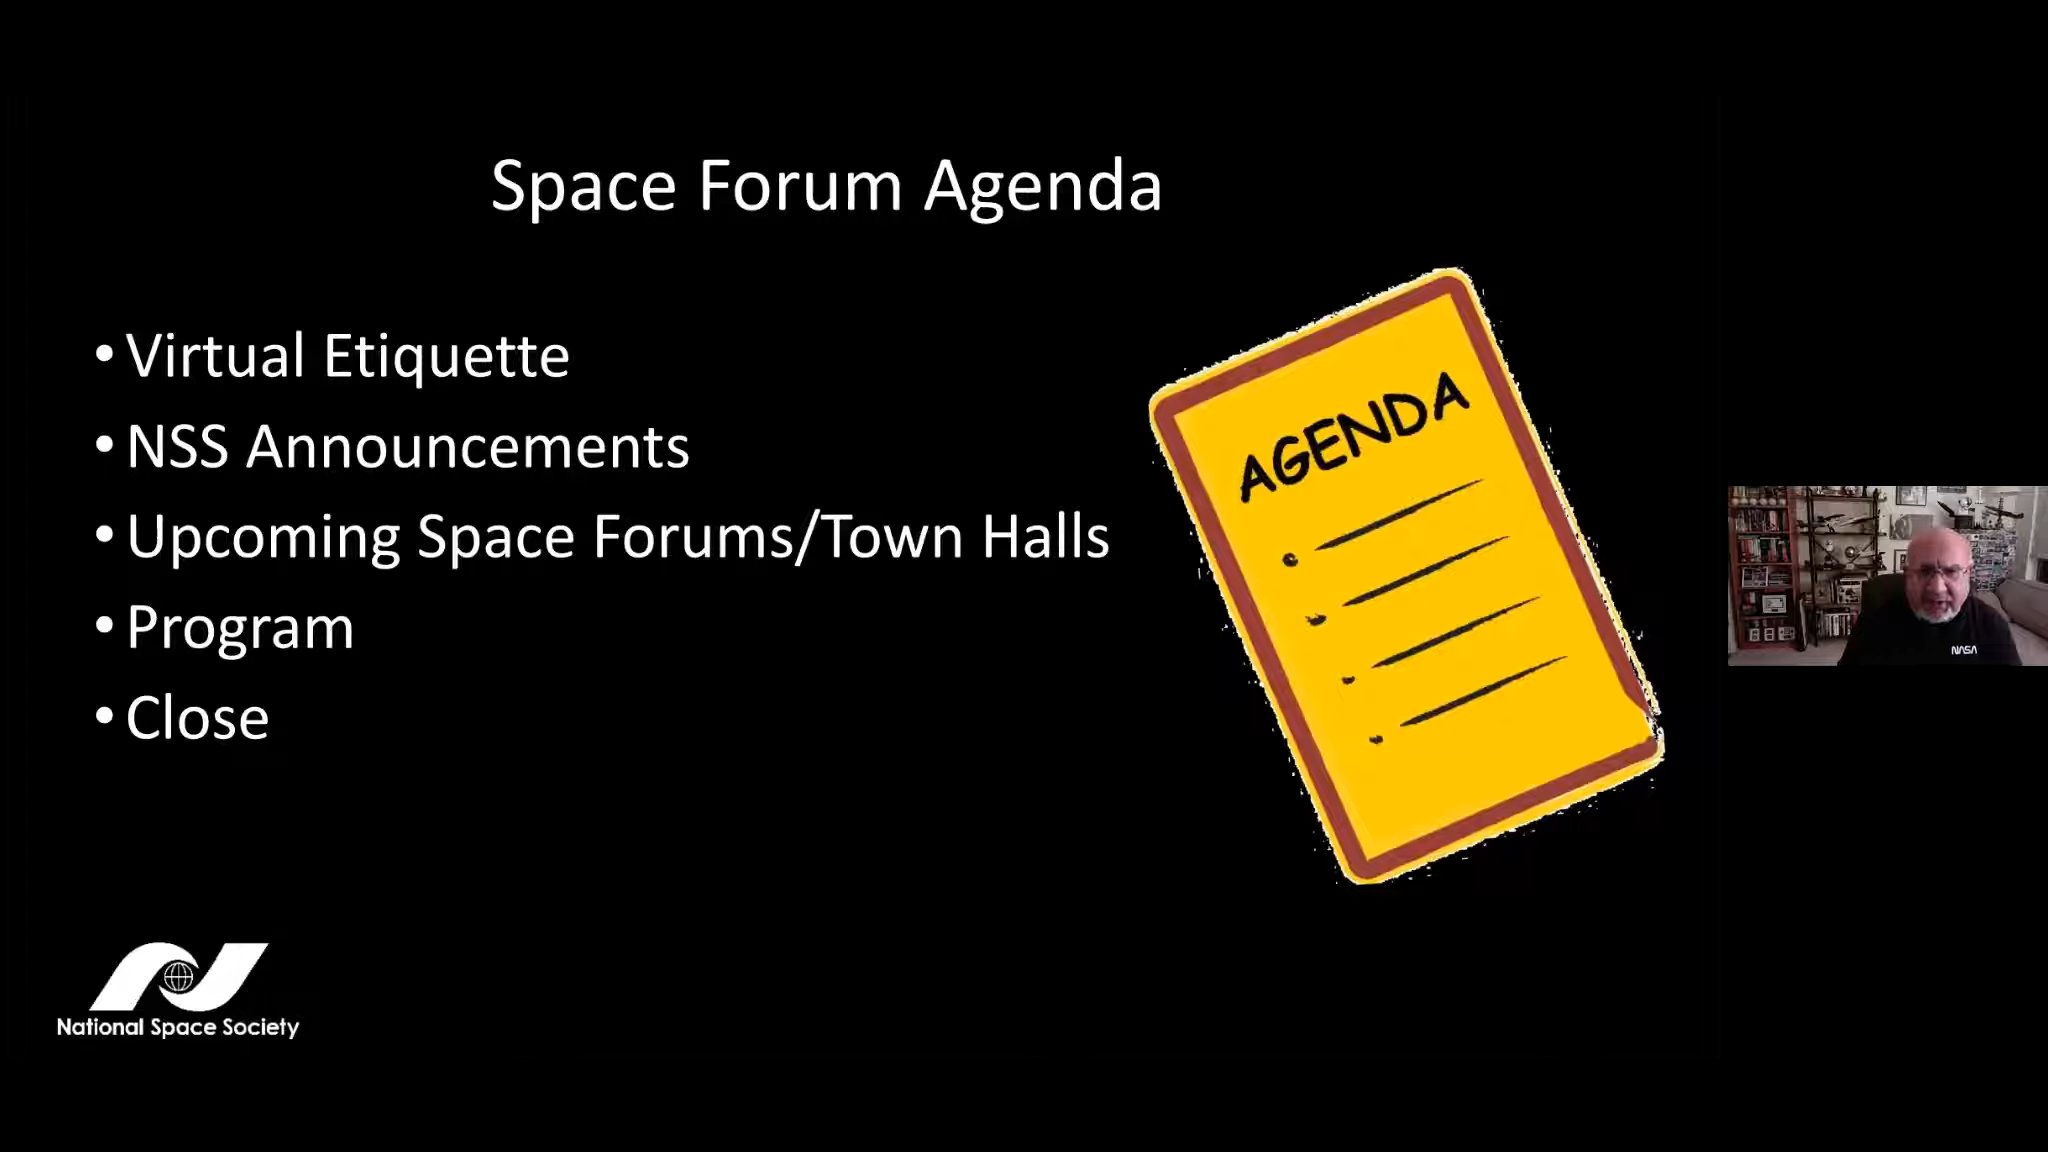 Space Forum Agenda
• Virtual Etiquette
• NSS Announcements
• Upcoming Space Forums/Town Halls
• Program
• Close
AGENDA
NASA
National Space Society